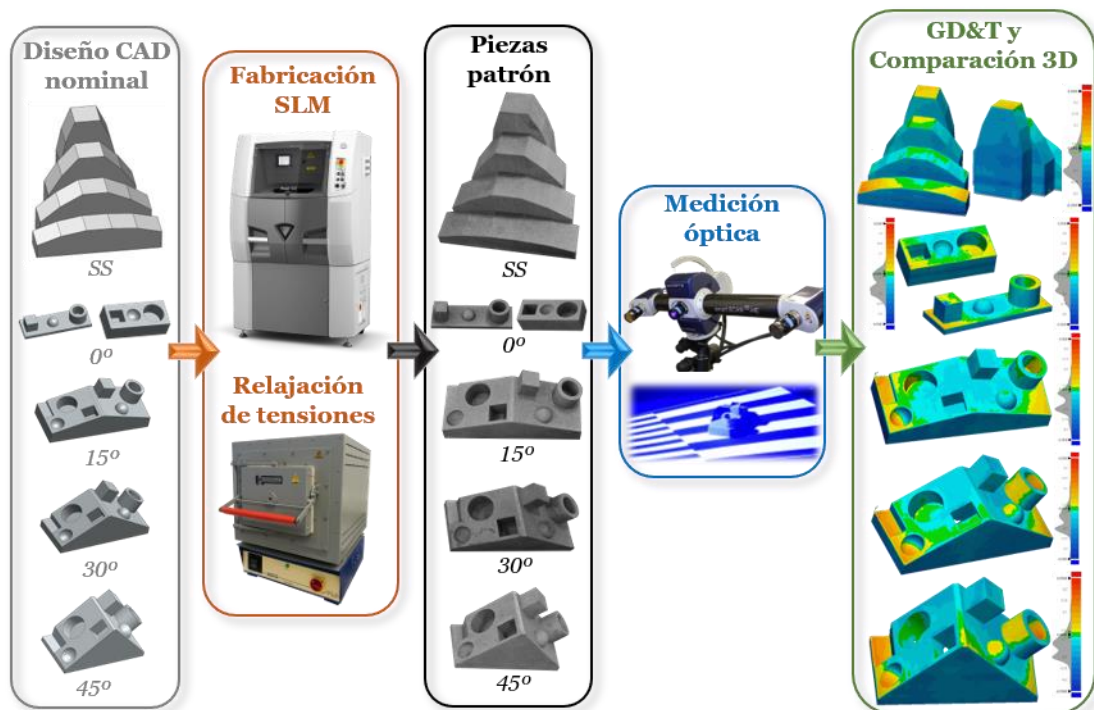 Diseño CAD
nominal
SS
0º
15º
30º
45º
Fabricación
SLM
Relajación
de tensiones
Piezas
patrón
SS
0º
15º
30º
45º
Medición
óptica
GD&T y
Comparación 3D